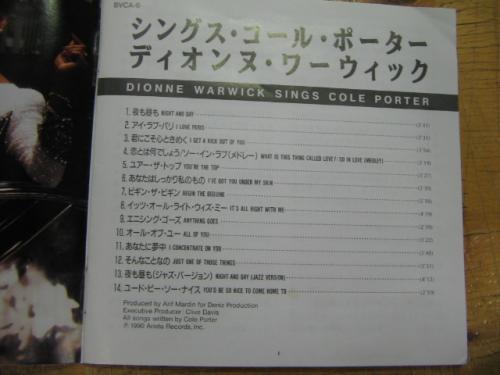 BVCA-6
シングス・コール・ポーター
ディオンヌ・ワーウィック
DIONNE WARWICK SINGS COLE PORTER
1. 夜も昼も NIGHT AND DAY
2. アイ・ラブ・パリ I LOVE PARIS
3. 君にこそ心ときめく I GET A KICK OUT OF YOU
4. 恋とは何でしょう/ソー・イン・ラブ(メドレー) WHAT IS THIS THING CALLED LOVE/SO IN LOVE (MEDLEY)
5. ユアー・ザ・トップ YOU'RE THE TOP
6. あなたはしっかり私のもの I'VE GOT YOU UNDER MY SKIN
7. ビギン・ザ・ビギン BEGIN THE BEGUINE
8. イッツ・オール・ライト・ウィズ・ミー IT'S ALL RIGHT WITH ME
9. エニシング・ゴーズ ANYTHING GOES
10. オール・オブ・ユー ALL OF YOU
11. あなたに夢中 I CONCENTRATE ON YOU
12. そんなことなの JUST ONE OF THOSE THINGS
13. 夜も昼も(ジャズ・バージョン) NIGHT AND DAY (JAZZ VERSION)
14. ユード・ビー・ソー・ナイス YOU'D BE SO NICE TO COME HOME TO
Produced by Arif Mardin for Deniz Production
Executive Producer : Clive Davis
All songs written by Cole Porter
Ⓟ 1990 Arista Records, Inc.